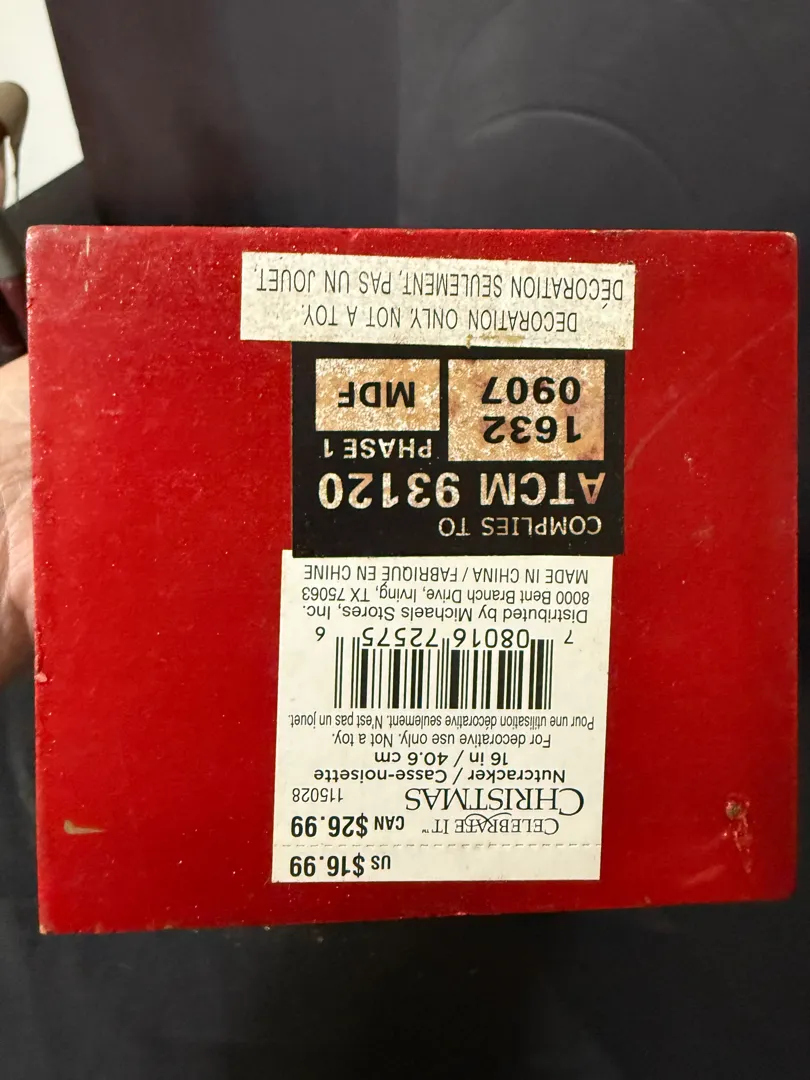 US $16.99
CELEBRATE IT™
CHRISTMAS
CAN $26.99
115028
Nutcracker / Casse-noisette
16 in / 40.6 cm
For decorative use only. Not a toy.
Pour une utilisation décorative seulement. N'est pas un jouet.
7 08016 72575 6
Distributed by Michaels Stores, Inc.
8000 Bent Branch Drive, Irving, TX 75063
MADE IN CHINA / FABRIQUÉ EN CHINE
COMPLIES TO
ATCM 93120
1632
0907
PHASE 1
MDF
DECORATION ONLY, NOT A TOY.
DÉCORATION SEULEMENT, PAS UN JOUET.